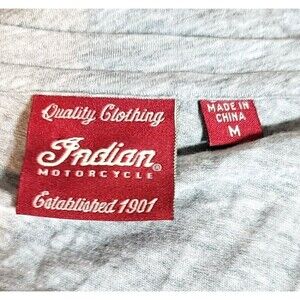 Quality Clothing
Indian
MOTORCYCLE®
Established 1901
MADE IN
CHINA
M